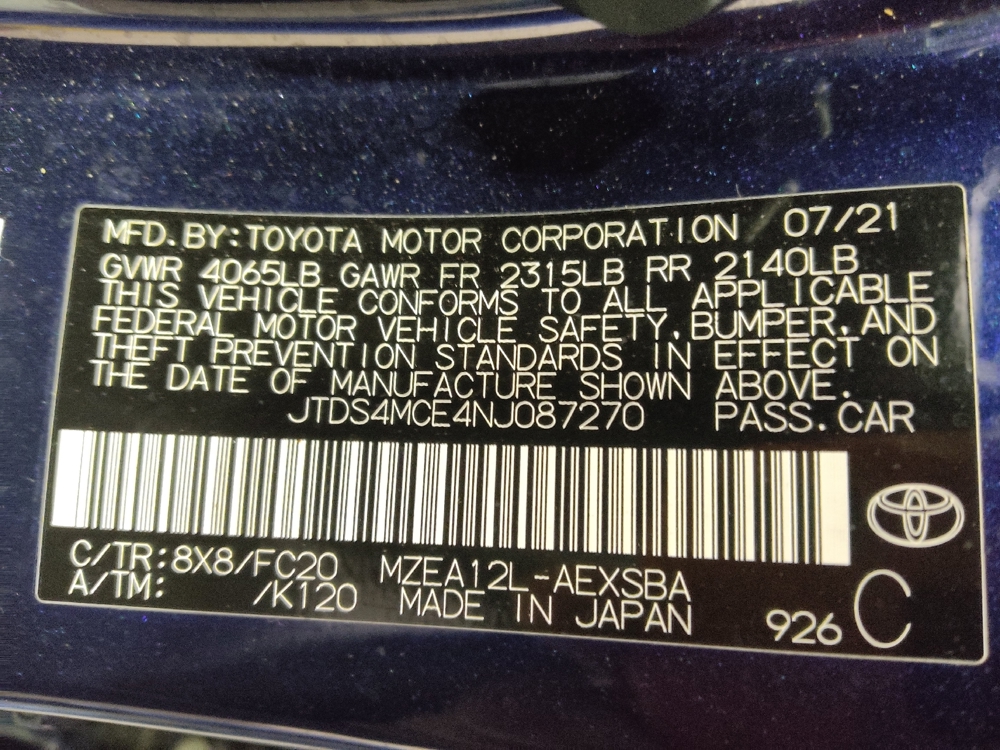 MFD.BY:TOYOTA MOTOR CORPORATION 07/21
GVWR 4065LB GAWR FR 2315LB RR 2140LB
THIS VEHICLE CONFORMS TO ALL APPLICABLE
FEDERAL MOTOR VEHICLE SAFETY,BUMPER,AND
THEFT PREVENTION STANDARDS IN EFFECT ON
THE DATE OF MANUFACTURE SHOWN ABOVE.
JTDS4MCE4NJ087270 PASS.CAR
C/TR:8X8/FC20 MZEA12L-AEXSBA
A/TM: /K120 MADE IN JAPAN
926 C